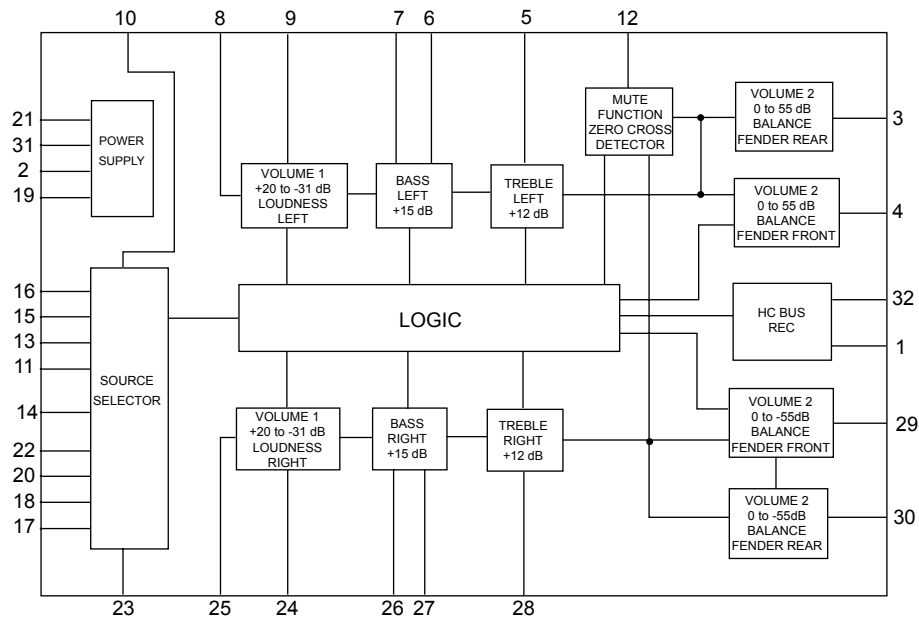 10
8
9
7
6
5
12
21
31
2
19
POWER
SUPPLY
VOLUME 1
+20 to -31 dB
LOUDNESS
LEFT
BASS
LEFT
+15 dB
TREBLE
LEFT
+12 dB
MUTE
FUNCTION
ZERO CROSS
DETECTOR
VOLUME 2
0 to 55 dB
BALANCE
FENDER REAR
3
VOLUME 2
0 to 55 dB
BALANCE
FENDER FRONT
4
16
15
13
11
14
22
20
18
17
SOURCE
SELECTOR
LOGIC
HC BUS
REC
32
1
VOLUME 1
+20 to -31 dB
LOUDNESS
RIGHT
BASS
RIGHT
+15 dB
TREBLE
RIGHT
+12 dB
VOLUME 2
0 to -55dB
BALANCE
FENDER FRONT
29
VOLUME 2
0 to -55dB
BALANCE
FENDER REAR
30
23
25
24
26
27
28